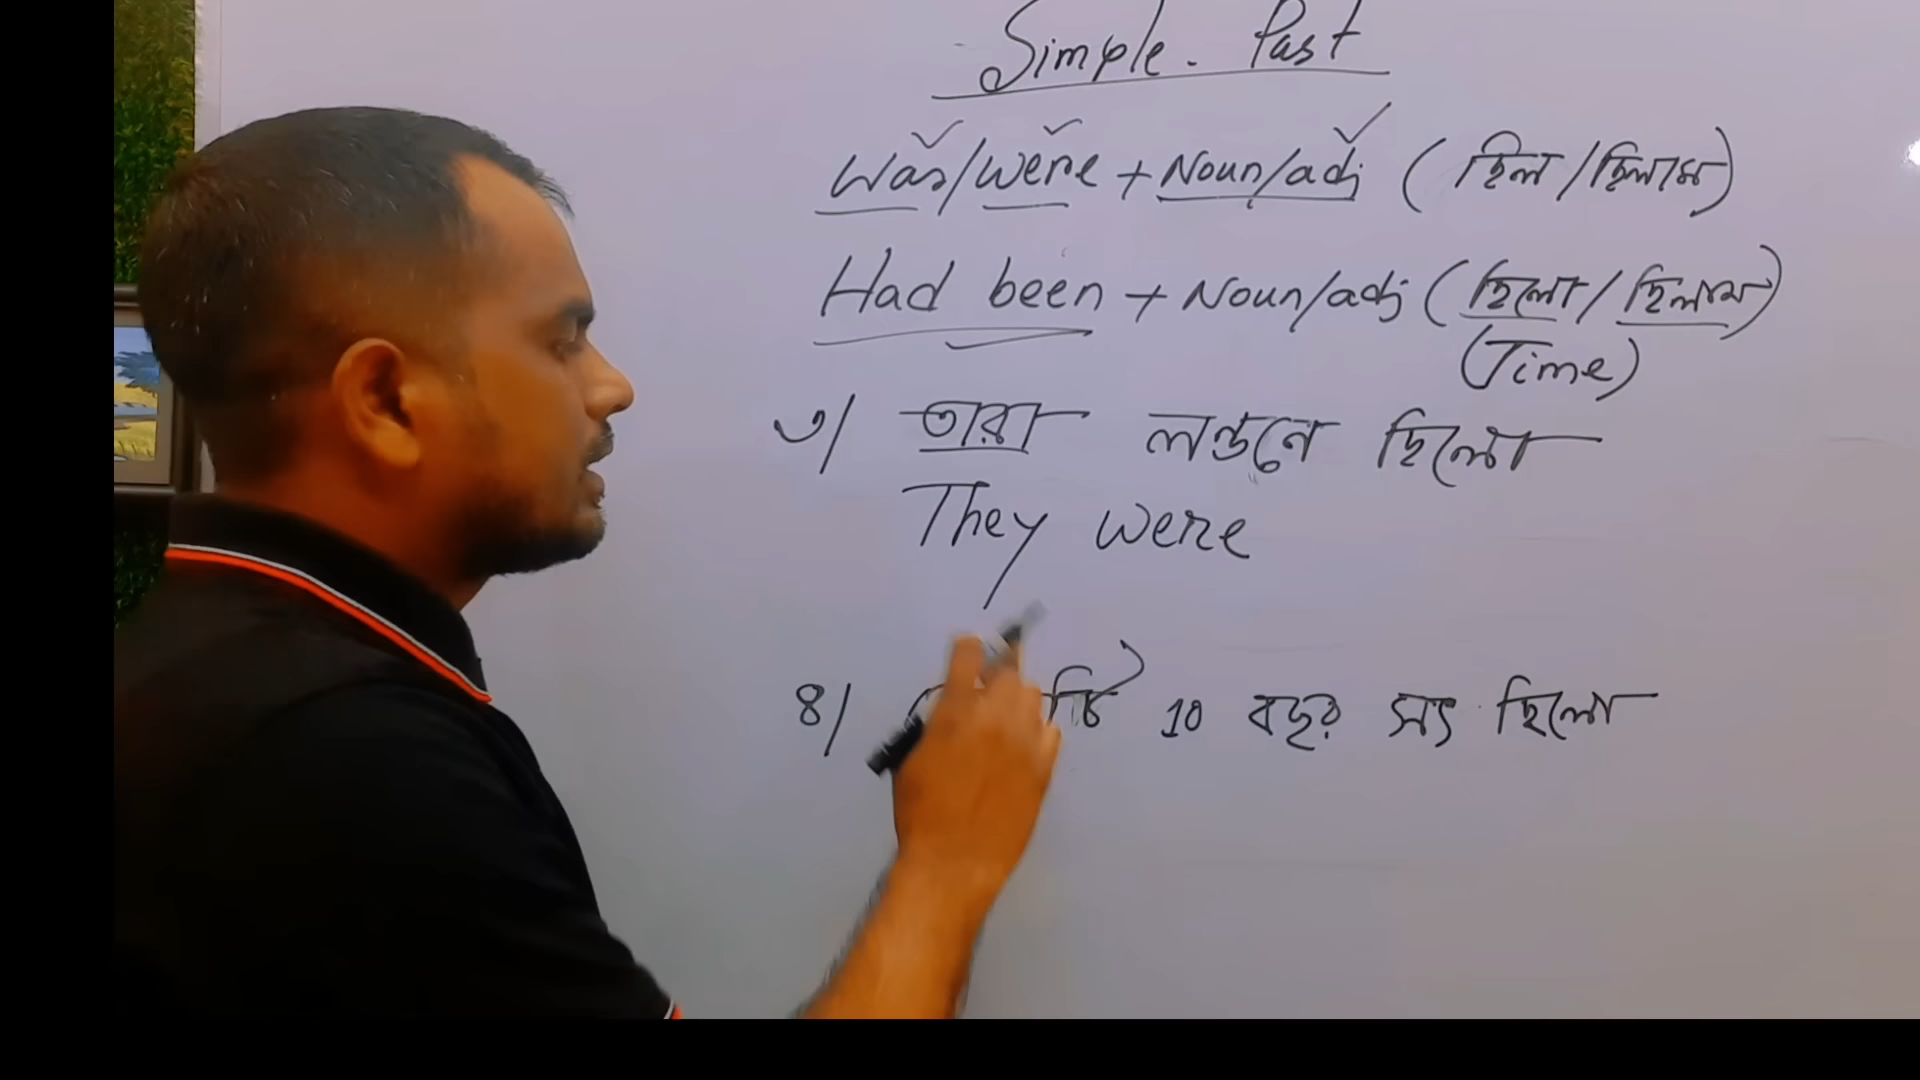 Simple. Past
Was/were + Noun/adj (ছিল/ছিলাম)
Had been + Noun/adj (ছিলো/ছিলাম)
(Time)
৩/ তারা লন্ডনে ছিলো
They were
৪/ 10 বছর সৎ ছিলো